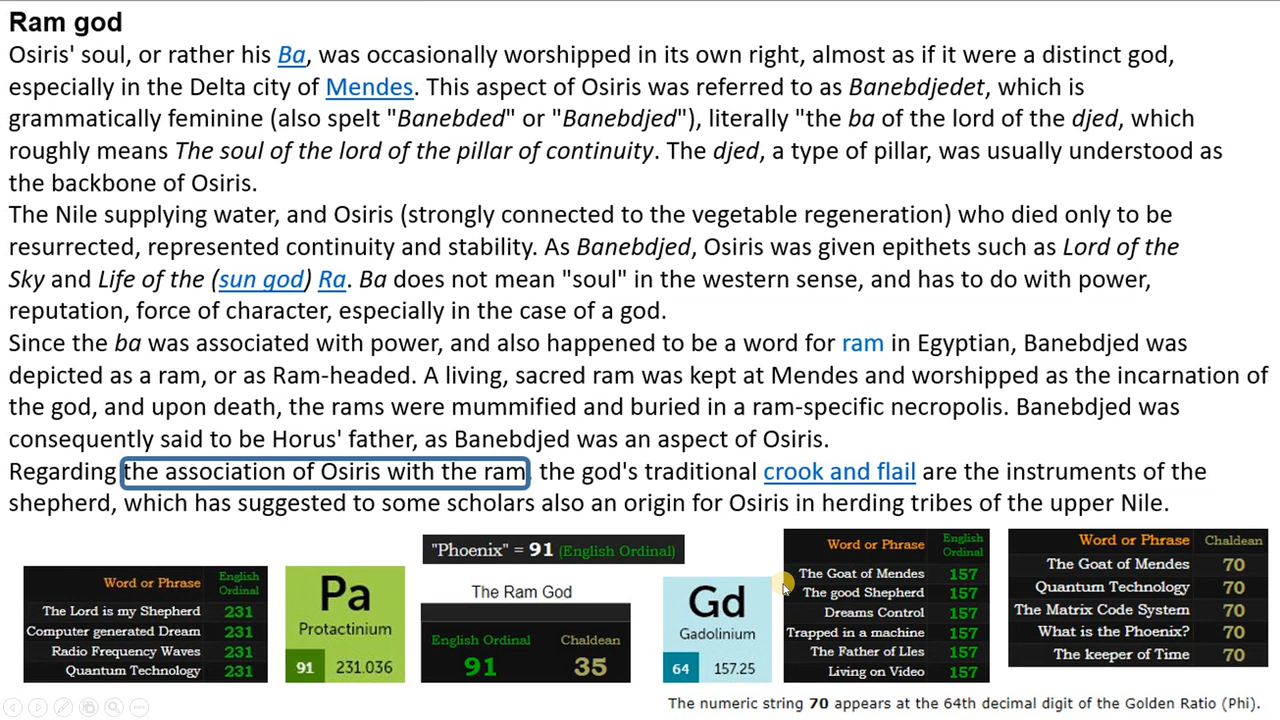 Ram god
Osiris' soul, or rather his Ba, was occasionally worshipped in its own right, almost as if it were a distinct god,
especially in the Delta city of Mendes. This aspect of Osiris was referred to as Banebdjedet, which is
grammatically feminine (also spelt "Banebded" or "Banebdjed"), literally "the ba of the lord of the djed, which
roughly means The soul of the lord of the pillar of continuity. The djed, a type of pillar, was usually understood as
the backbone of Osiris.
The Nile supplying water, and Osiris (strongly connected to the vegetable regeneration) who died only to be
resurrected, represented continuity and stability. As Banebdjed, Osiris was given epithets such as Lord of the
Sky and Life of the (sun god) Ra. Ba does not mean "soul" in the western sense, and has to do with power,
reputation, force of character, especially in the case of a god.
Since the ba was associated with power, and also happened to be a word for ram in Egyptian, Banebdjed was
depicted as a ram, or as Ram-headed. A living, sacred ram was kept at Mendes and worshipped as the incarnation of
the god, and upon death, the rams were mummified and buried in a ram-specific necropolis. Banebdjed was
consequently said to be Horus' father, as Banebdjed was an aspect of Osiris.
Regarding the association of Osiris with the ram, the god's traditional crook and flail are the instruments of the
shepherd, which has suggested to some scholars also an origin for Osiris in herding tribes of the upper Nile.
Word or Phrase English Ordinal
The Lord is my Shepherd 231
Computer generated Dream 231
Radio Frequency Waves 231
Quantum Technology 231
Pa
Protactinium
91 231.036
"Phoenix" = 91 (English Ordinal)
The Ram God
English Ordinal Chaldean
91 35
Gd
Gadolinium
64 157.25
Word or Phrase English Ordinal
The Goat of Mendes 157
The good Shepherd 157
Dreams Control 157
Trapped in a machine 157
The Father of LIes 157
Living on Video 157
Word or Phrase Chaldean
The Goat of Mendes 70
Quantum Technology 70
The Matrix Code System 70
What is the Phoenix? 70
The keeper of Time 70
The numeric string 70 appears at the 64th decimal digit of the Golden Ratio (Phi).